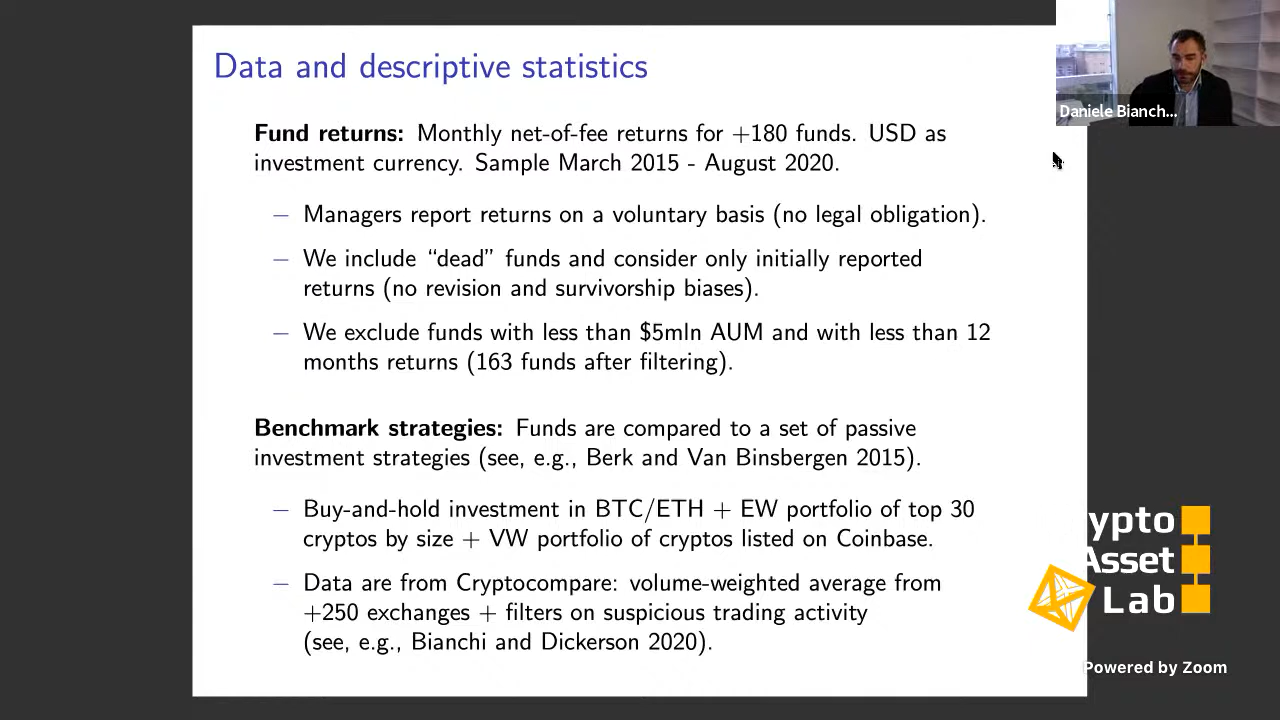 Data and descriptive statistics
Fund returns: Monthly net-of-fee returns for +180 funds. USD as
investment currency. Sample March 2015 - August 2020.
– Managers report returns on a voluntary basis (no legal obligation).
– We include “dead” funds and consider only initially reported
returns (no revision and survivorship biases).
– We exclude funds with less than $5mln AUM and with less than 12
months returns (163 funds after filtering).
Benchmark strategies: Funds are compared to a set of passive
investment strategies (see, e.g., Berk and Van Binsbergen 2015).
– Buy-and-hold investment in BTC/ETH + EW portfolio of top 30
cryptos by size + VW portfolio of cryptos listed on Coinbase.
– Data are from Cryptocompare: volume-weighted average from
+250 exchanges + filters on suspicious trading activity
(see, e.g., Bianchi and Dickerson 2020).
Daniele Bianch...
ypto
Asset
Lab
Powered by Zoom